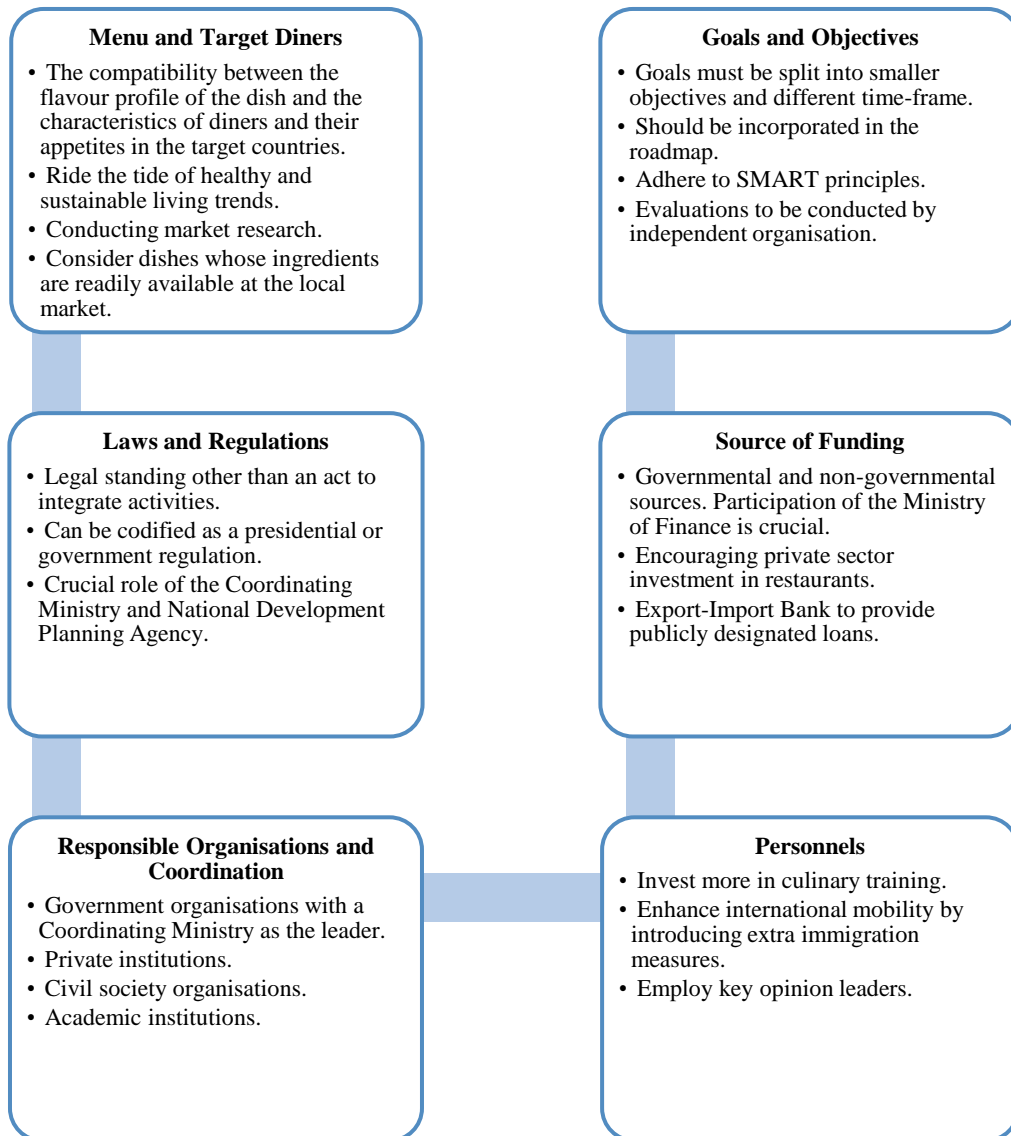 Menu and Target Diners
• The compatibility between the
flavour profile of the dish and the
characteristics of diners and their
appetites in the target countries.
• Ride the tide of healthy and
sustainable living trends.
• Conducting market research.
• Consider dishes whose ingredients
are readily available at the local
market.
Laws and Regulations
• Legal standing other than an act to
integrate activities.
• Can be codified as a presidential or
government regulation.
• Crucial role of the Coordinating
Ministry and National Development
Planning Agency.
Responsible Organisations and
Coordination
• Government organisations with a
Coordinating Ministry as the leader.
• Private institutions.
• Civil society organisations.
• Academic institutions.
Personnels
• Invest more in culinary training.
• Enhance international mobility by
introducing extra immigration
measures.
• Employ key opinion leaders.
Source of Funding
• Governmental and non-governmental
sources. Participation of the Ministry
of Finance is crucial.
• Encouraging private sector
investment in restaurants.
• Export-Import Bank to provide
publicly designated loans.
Goals and Objectives
• Goals must be split into smaller
objectives and different time-frame.
• Should be incorporated in the
roadmap.
• Adhere to SMART principles.
• Evaluations to be conducted by
independent organisation.